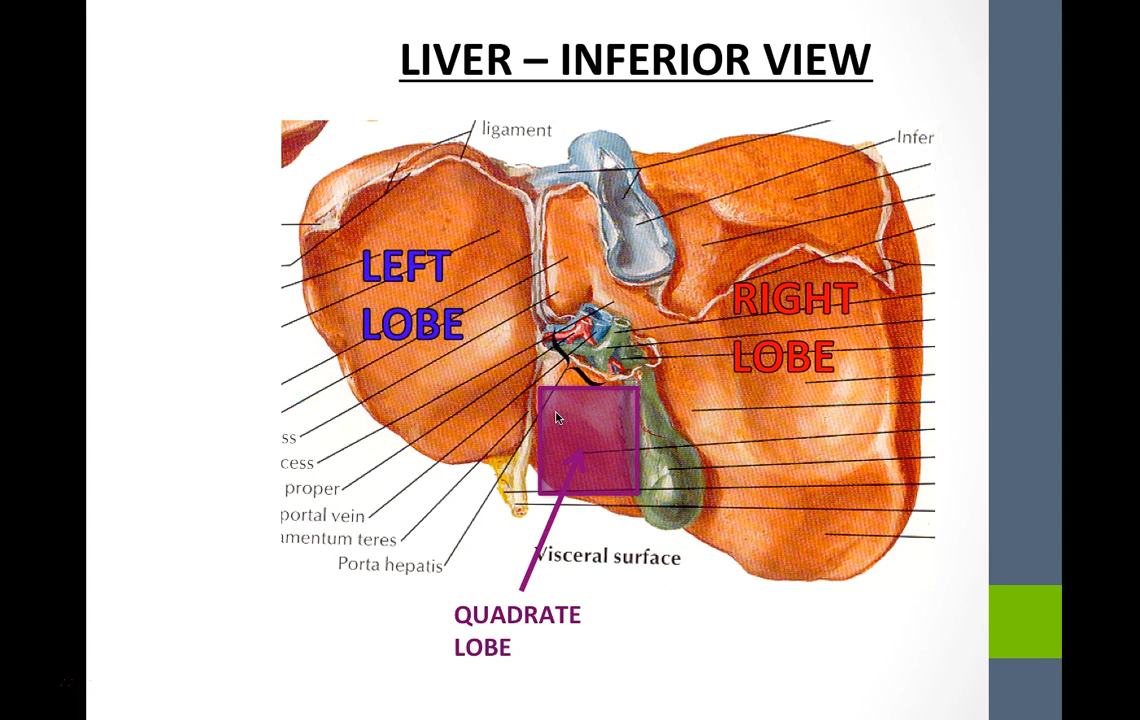 LIVER – INFERIOR VIEW
ligament
Infer
LEFT
LOBE
RIGHT
LOBE
ss
cess
proper
portal vein
amentum teres
Porta hepatis
Visceral surface
QUADRATE
LOBE